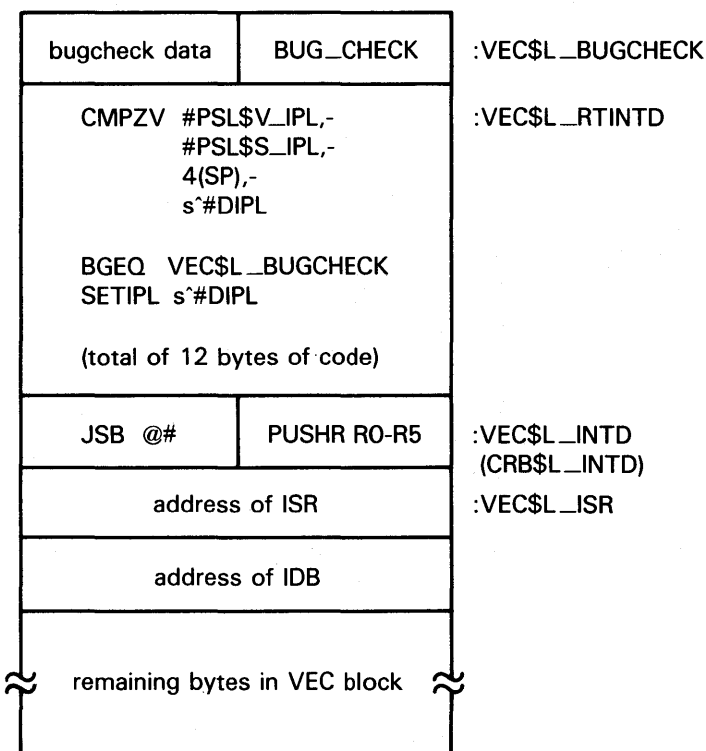 bugcheck data BUG_CHECK :VEC$L_BUGCHECK
CMPZV #PSL$V_IPL,- :VEC$L_RTINTD
#PSL$S_IPL,-
4(SP),-
s^#DIPL
BGEQ VEC$L_BUGCHECK
SETIPL s^#DIPL
(total of 12 bytes of code)
JSB @# PUSHR R0-R5 :VEC$L_INTD
(CRB$L_INTD)
address of ISR :VEC$L_ISR
address of IDB
remaining bytes in VEC block